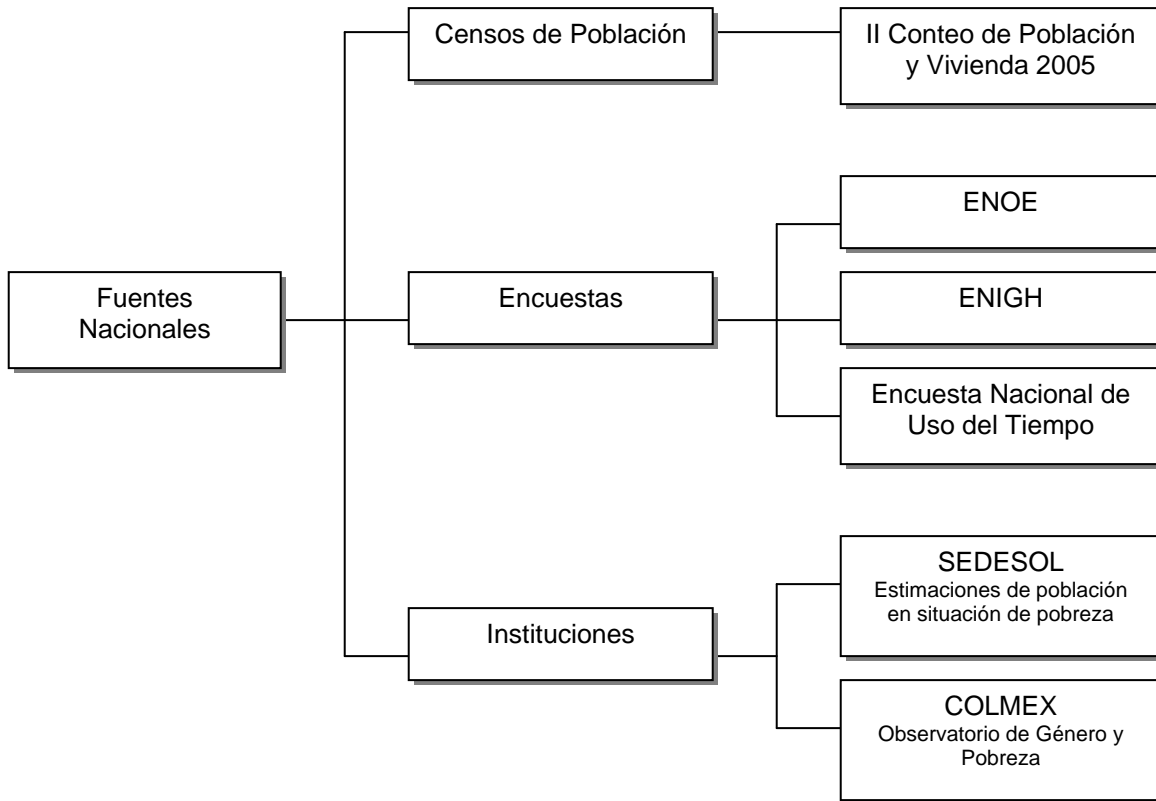 Censos de Población
II Conteo de Población
y Vivienda 2005
ENOE
Fuentes
Nacionales
Encuestas
ENIGH
Encuesta Nacional de
Uso del Tiempo
SEDESOL
Estimaciones de población
en situación de pobreza
Instituciones
COLMEX
Observatorio de Género y
Pobreza